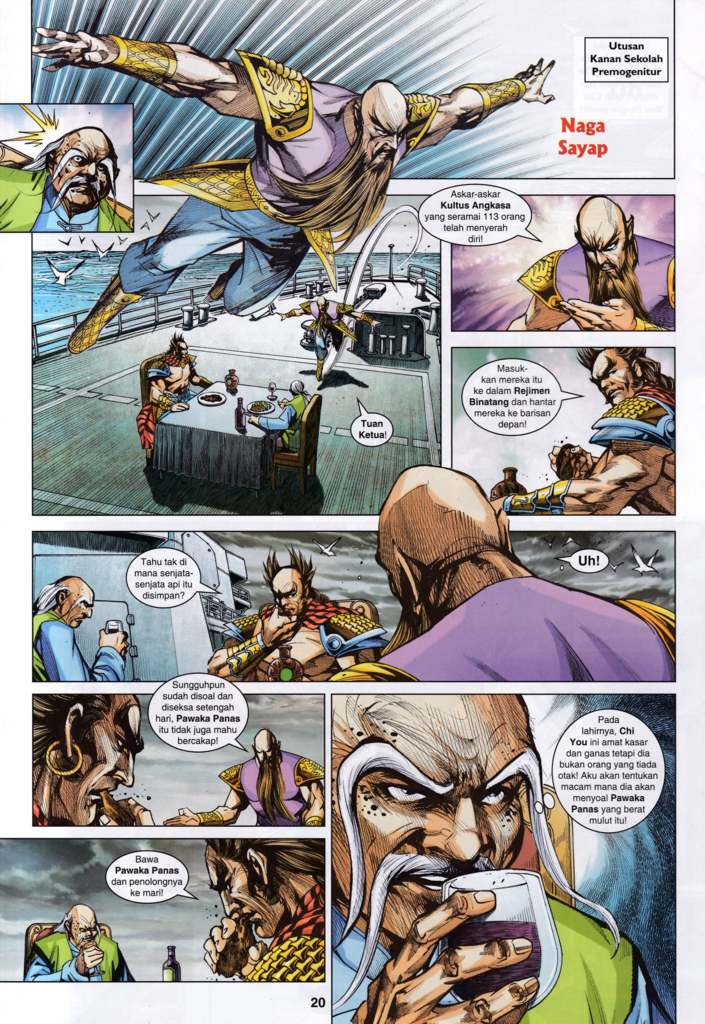 Utusan
Kanan Sekolah
Premogenitur
Naga
Sayap
Askar-askar
Kultus Angkasa
yang seramai 113 orang
telah menyerah
diri!
Tuan
Ketua!
Masuk-
kan mereka itu
ke dalam Rejimen
Binatang dan hantar
mereka ke barisan
depan!
Tahu tak di
mana senjata-
senjata api itu
disimpan?
Uh!
Sungguhpun
sudah disoal dan
diseksa setengah
hari, Pawaka Panas
itu tidak juga mahu
bercakap!
Pada
lahirnya, Chi
You ini amat kasar
dan ganas tetapi dia
bukan orang yang tiada
otak! Aku akan tentukan
macam mana dia akan
menyoal Pawaka
Panas yang berat
mulut itu!
Bawa
Pawaka Panas
dan penolongnya
ke mari!
20